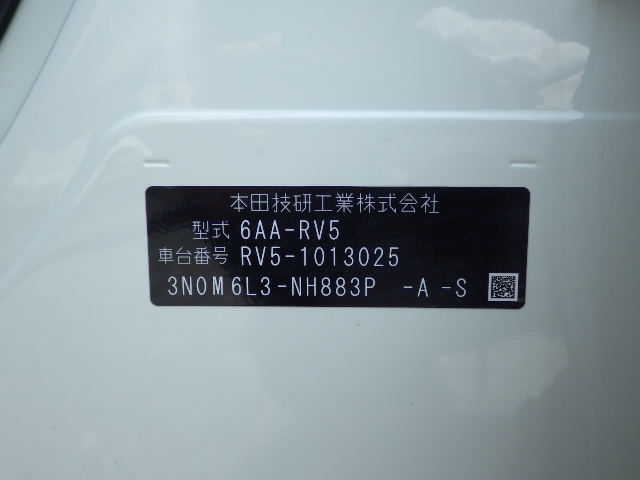 本田技研工業株式会社
型式 6AA-RV5
車台番号 RV5-1013025
3N0M6L3-NH883P -A -S